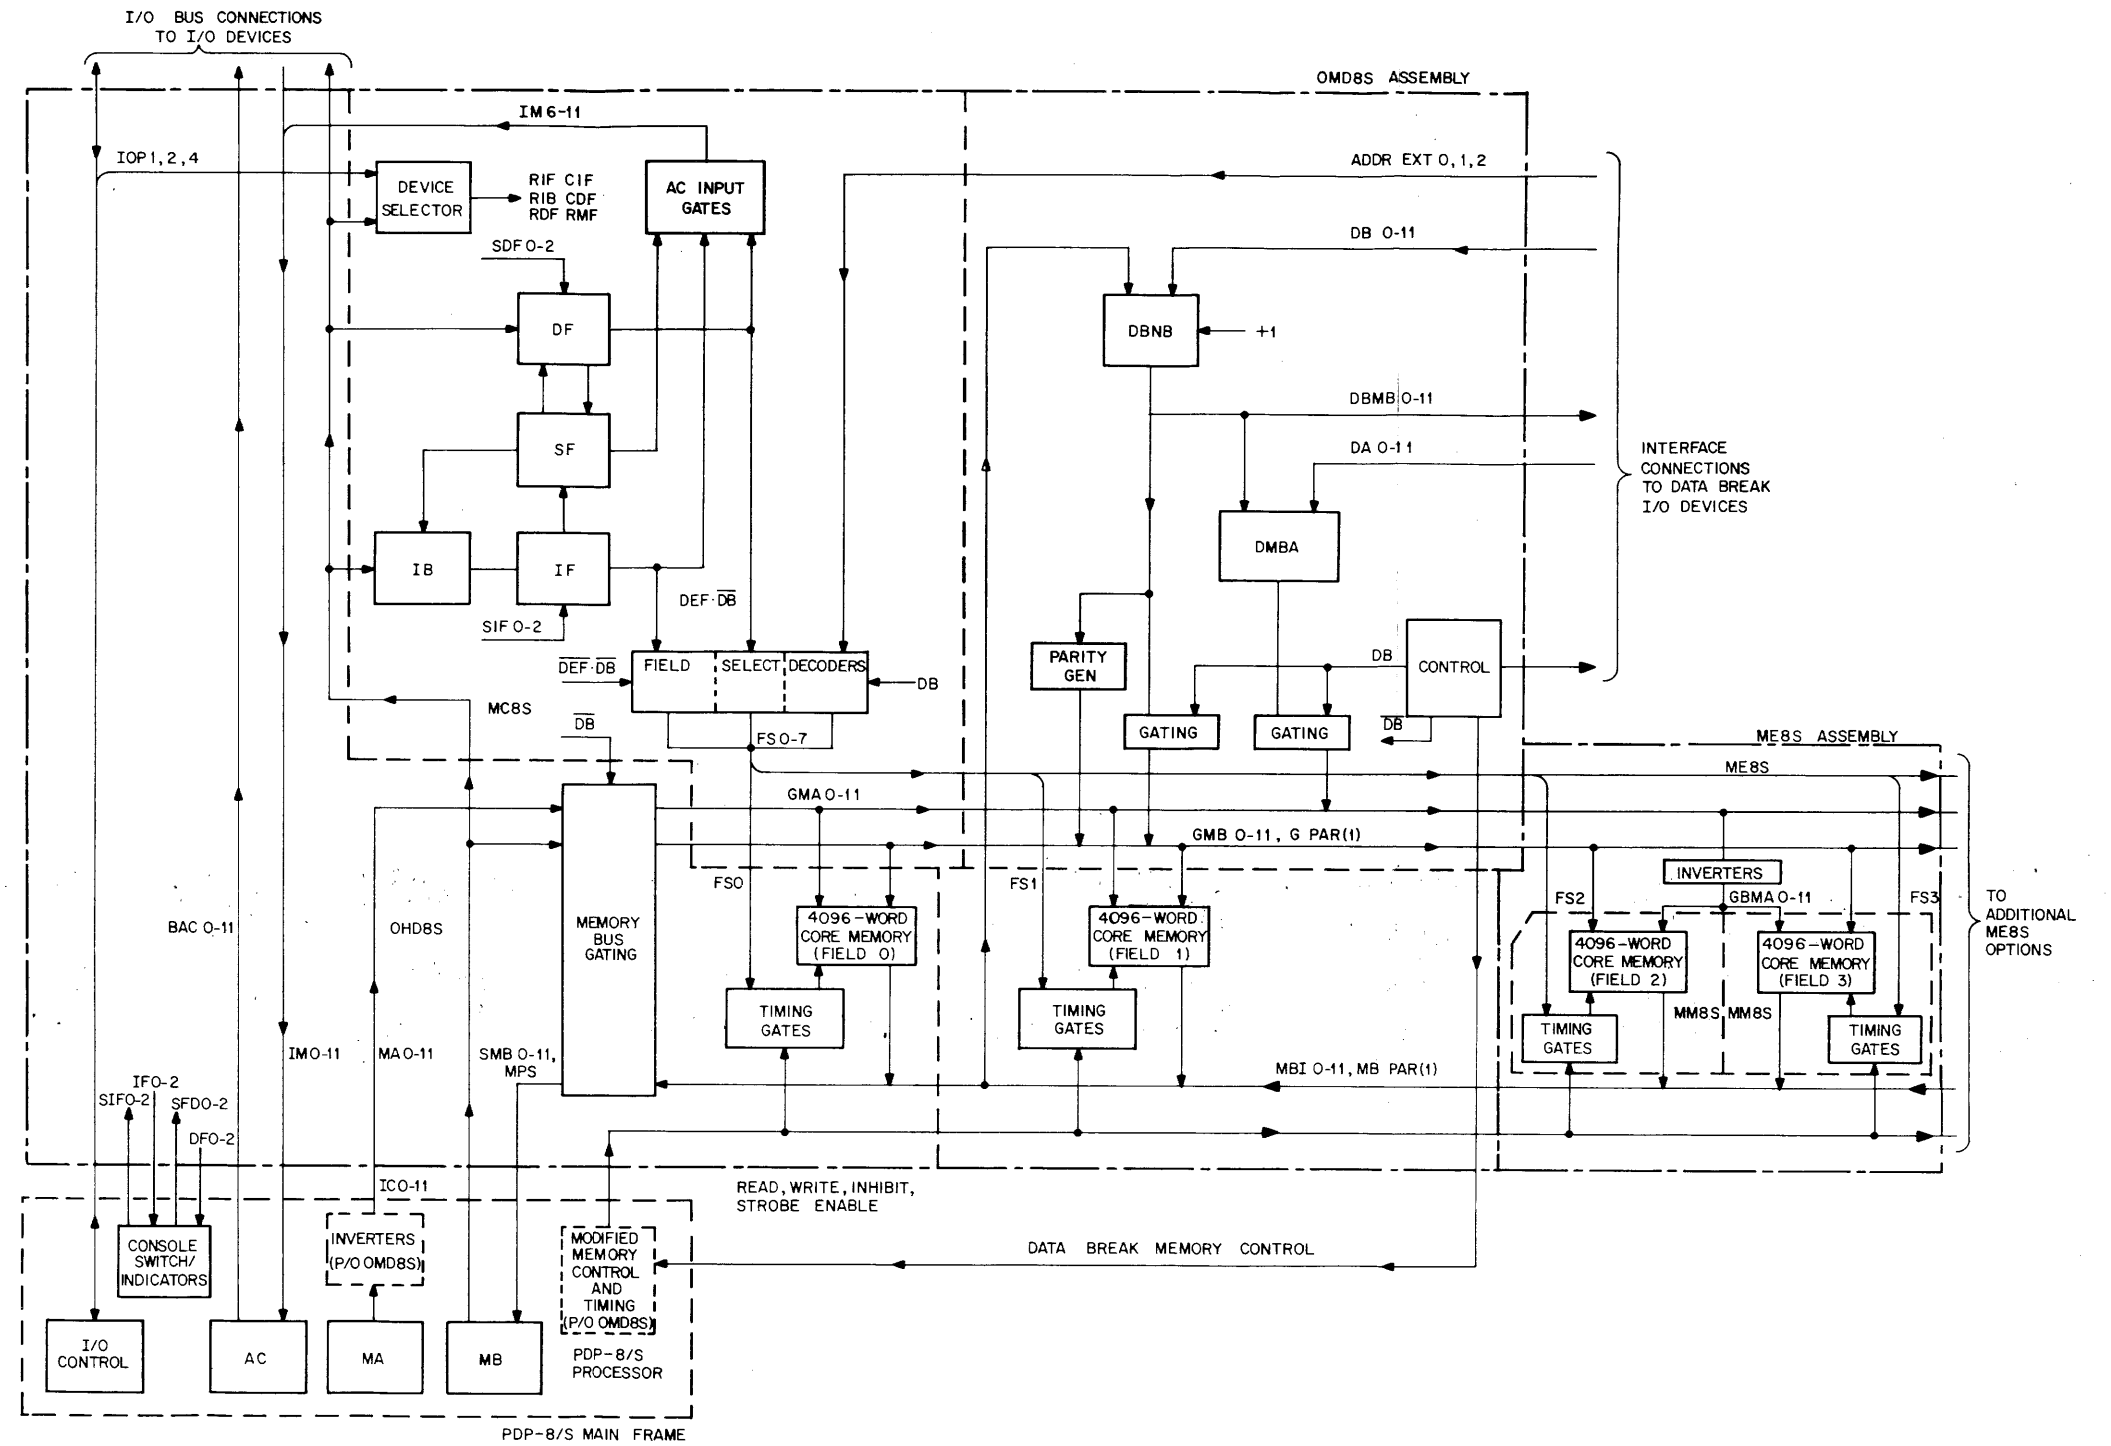 I/O BUS CONNECTIONS
TO I/O DEVICES
OMD8S ASSEMBLY
IM 6-11
IOP 1, 2, 4
DEVICE
SELECTOR
RIF CIF
RIB CDF
RDF RMF
AC INPUT
GATES
ADDR EXT 0, 1, 2
SDF 0-2
DB 0-11
DF
DBNB
+1
DBMB 0-11
SF
DA 0-11
INTERFACE
CONNECTIONS
TO DATA BREAK
I/O DEVICES
IB
IF
DMBA
DEF·D̅B̅
SIF 0-2
D̅E̅F̅·D̅B̅
FIELD
SELECT
DECODERS
DB
PARITY
GEN
DB
CONTROL
MC8S
D̅B̅
FS 0-7
GATING
GATING
D̅B̅
ME8S ASSEMBLY
ME8S
GMA 0-11
GMB 0-11, G PAR(1)
INVERTERS
FS0
FS1
FS2
GBMA 0-11
FS3
BAC 0-11
OHD8S
MEMORY
BUS
GATING
4096-WORD
CORE MEMORY
(FIELD 0)
4096-WORD
CORE MEMORY
(FIELD 1)
4096-WORD
CORE MEMORY
(FIELD 2)
4096-WORD
CORE MEMORY
(FIELD 3)
TO
ADDITIONAL
ME8S
OPTIONS
TIMING
GATES
TIMING
GATES
MM8S
MM8S
TIMING
GATES
TIMING
GATES
IM 0-11
MA 0-11
SMB 0-11,
MPS
MBI 0-11, MB PAR(1)
IF0-2
SIF0-2
SFD0-2
DF0-2
IC0-11
READ, WRITE, INHIBIT,
STROBE ENABLE
CONSOLE
SWITCH/
INDICATORS
INVERTERS
(P/O OMD8S)
MODIFIED
MEMORY
CONTROL
AND
TIMING
(P/O OMD8S)
DATA BREAK MEMORY CONTROL
I/O
CONTROL
AC
MA
MB
PDP-8/S
PROCESSOR
PDP-8/S MAIN FRAME